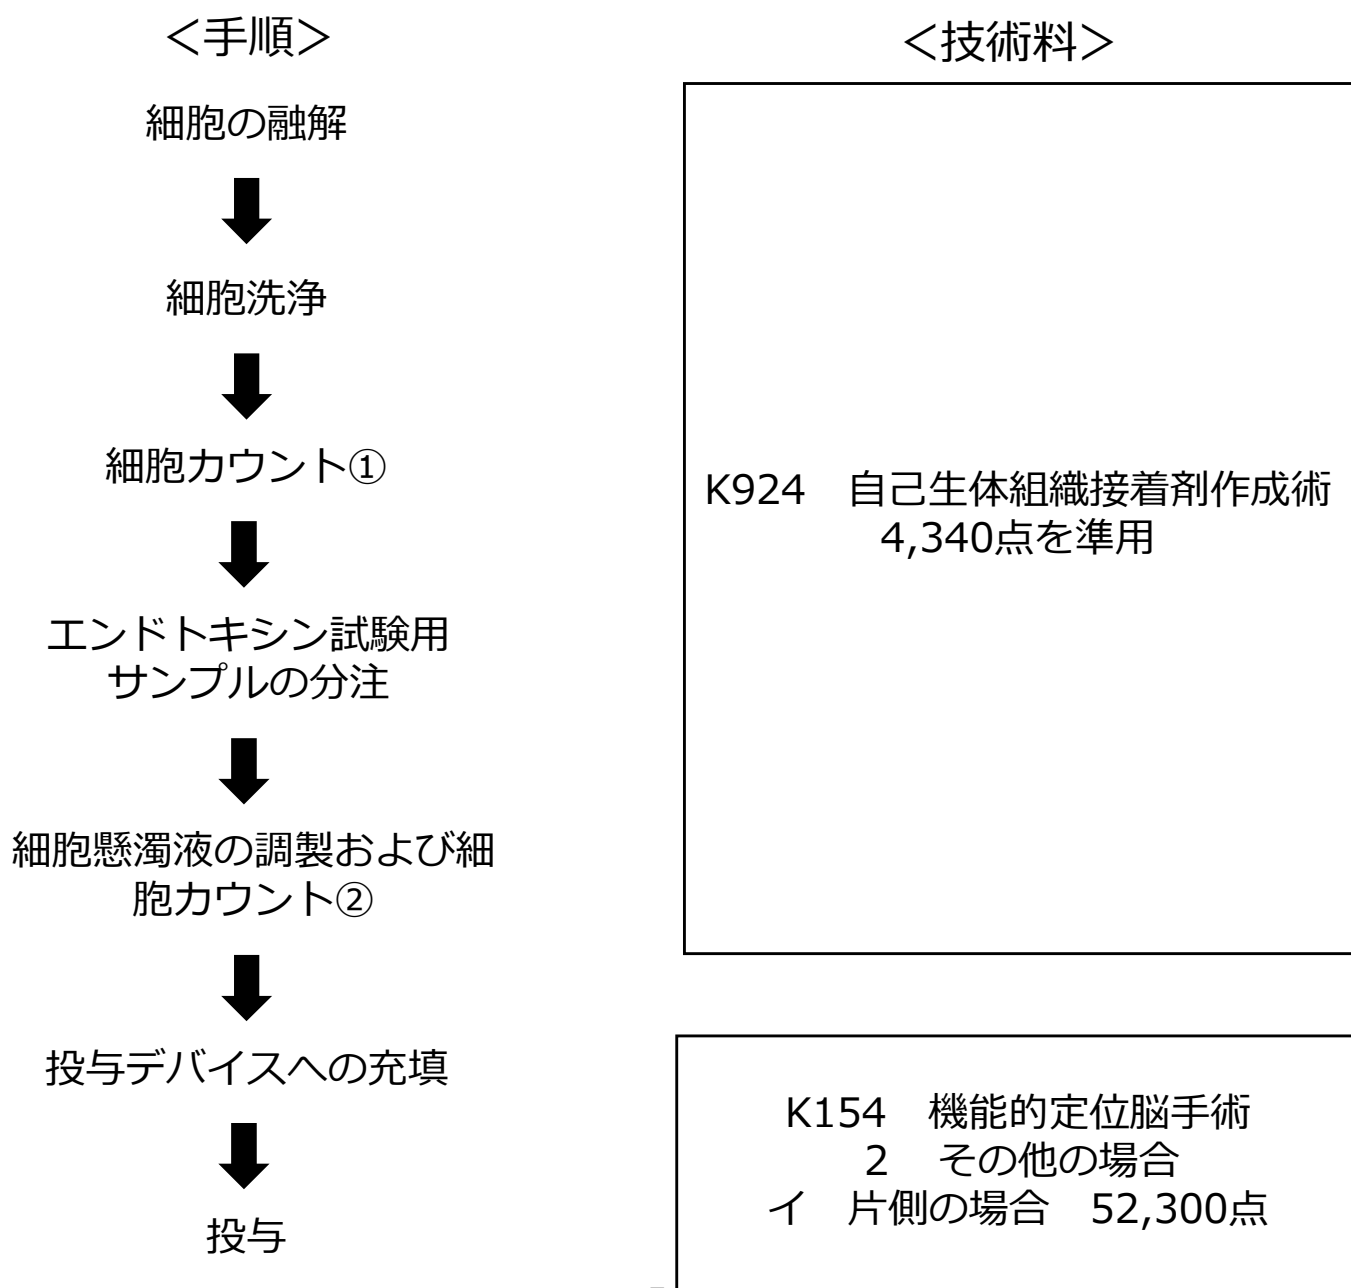 ＜手順＞
細胞の融解
細胞洗浄
細胞カウント①
エンドトキシン試験用
サンプルの分注
細胞懸濁液の調製および細
胞カウント②
投与デバイスへの充填
投与
＜技術料＞
K924　自己生体組織接着剤作成術
4,340点を準用
K154　機能的定位脳手術
2　その他の場合
イ　片側の場合　52,300点